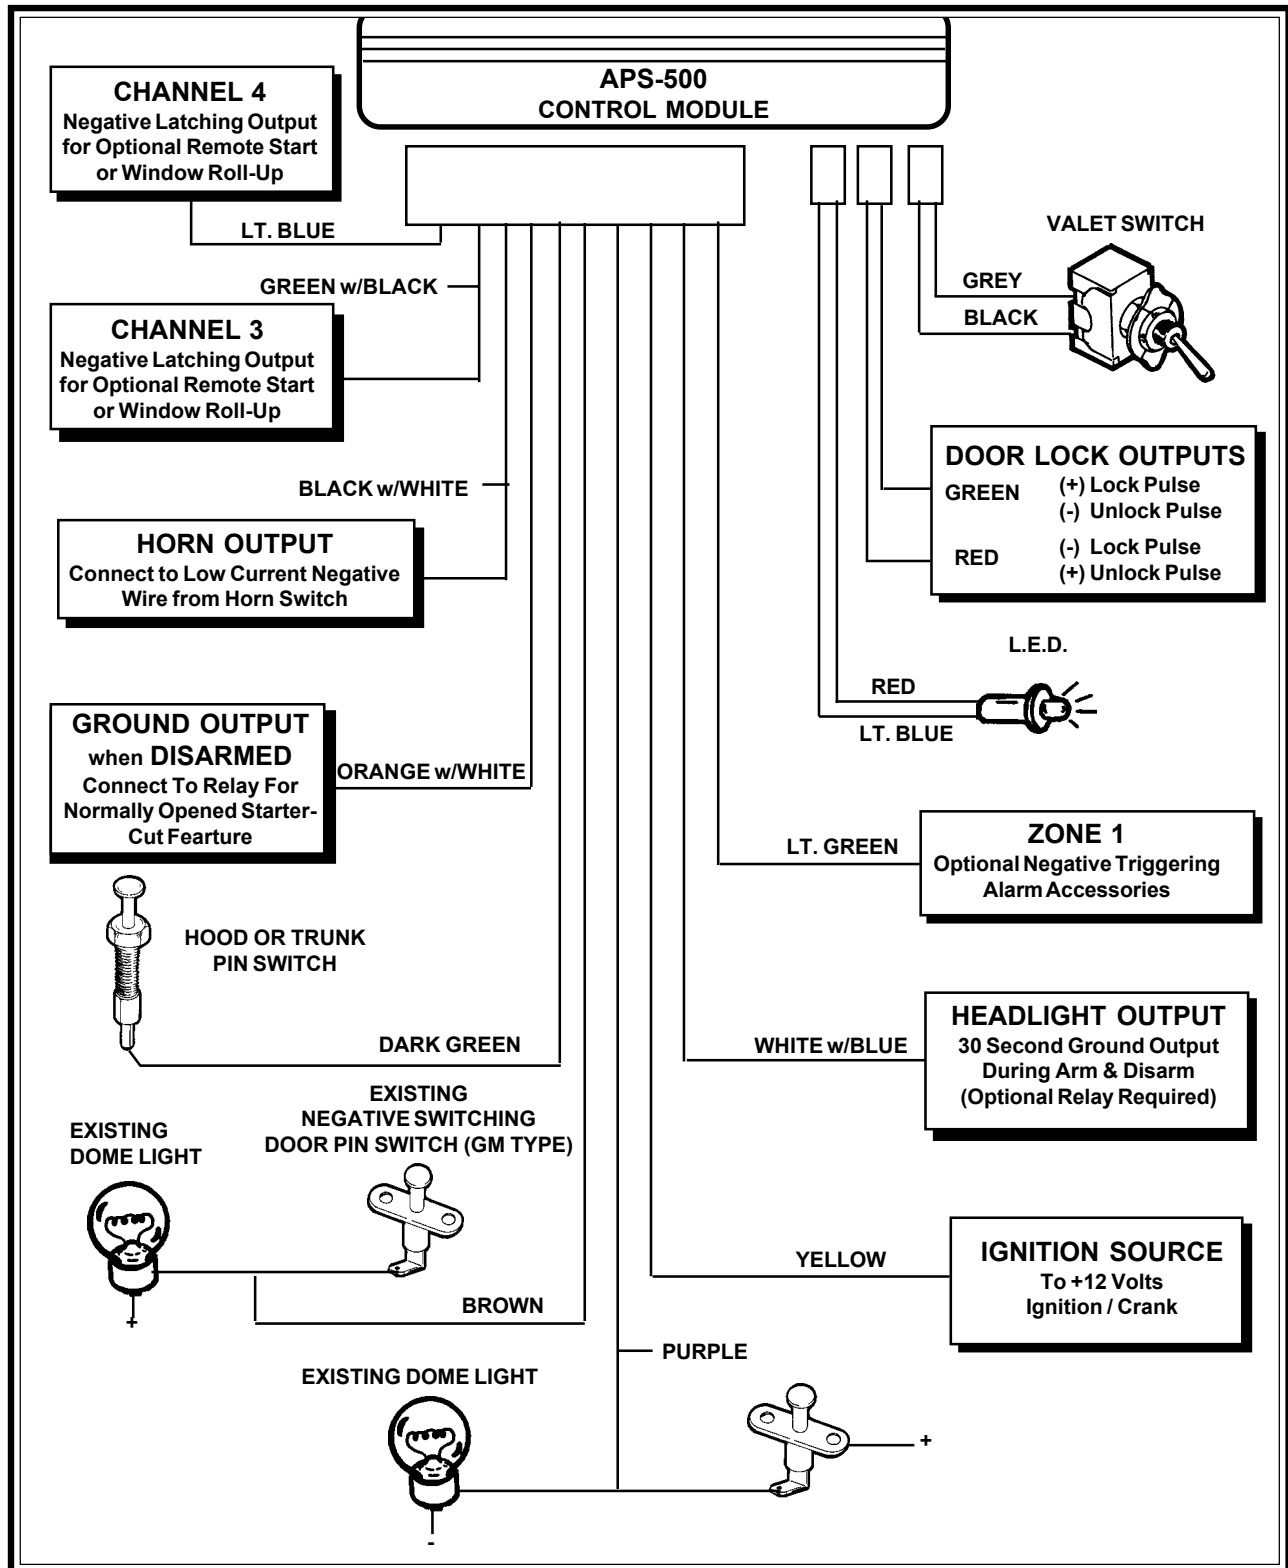 APS-500
CONTROL MODULE
CHANNEL 4
Negative Latching Output
for Optional Remote Start
or Window Roll-Up
LT. BLUE
GREEN w/BLACK
CHANNEL 3
Negative Latching Output
for Optional Remote Start
or Window Roll-Up
BLACK w/WHITE
HORN OUTPUT
Connect to Low Current Negative
Wire from Horn Switch
GROUND OUTPUT
when DISARMED
Connect To Relay For
Normally Opened Starter-
Cut Fearture
ORANGE w/WHITE
HOOD OR TRUNK
PIN SWITCH
DARK GREEN
EXISTING
DOME LIGHT
+
EXISTING
NEGATIVE SWITCHING
DOOR PIN SWITCH (GM TYPE)
BROWN
EXISTING DOME LIGHT
-
PURPLE
+
VALET SWITCH
GREY
BLACK
DOOR LOCK OUTPUTS
GREEN (+) Lock Pulse
(-) Unlock Pulse
RED (-) Lock Pulse
(+) Unlock Pulse
L.E.D.
RED
LT. BLUE
LT. GREEN
ZONE 1
Optional Negative Triggering
Alarm Accessories
WHITE w/BLUE
HEADLIGHT OUTPUT
30 Second Ground Output
During Arm & Disarm
(Optional Relay Required)
YELLOW
IGNITION SOURCE
To +12 Volts
Ignition / Crank